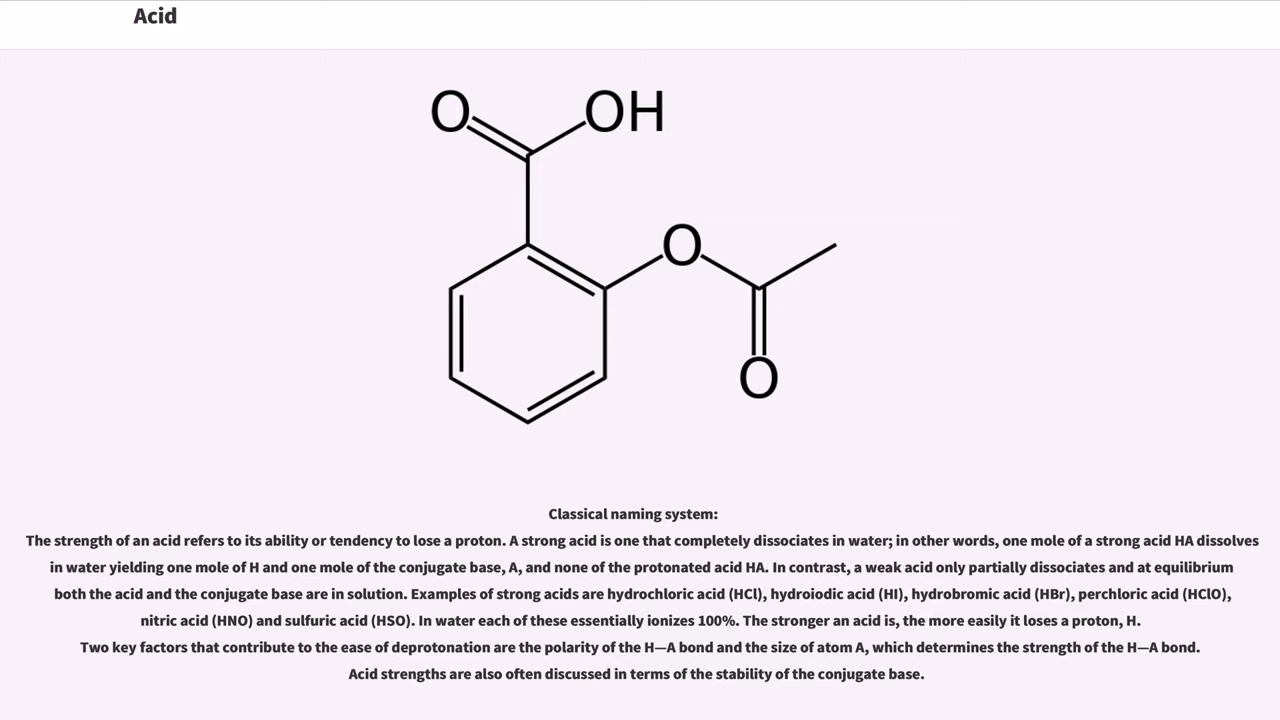 Acid
O
OH
O
O
Classical naming system:
The strength of an acid refers to its ability or tendency to lose a proton. A strong acid is one that completely dissociates in water; in other words, one mole of a strong acid HA dissolves
in water yielding one mole of H and one mole of the conjugate base, A, and none of the protonated acid HA. In contrast, a weak acid only partially dissociates and at equilibrium
both the acid and the conjugate base are in solution. Examples of strong acids are hydrochloric acid (HCl), hydroiodic acid (HI), hydrobromic acid (HBr), perchloric acid (HClO),
nitric acid (HNO) and sulfuric acid (HSO). In water each of these essentially ionizes 100%. The stronger an acid is, the more easily it loses a proton, H.
Two key factors that contribute to the ease of deprotonation are the polarity of the H—A bond and the size of atom A, which determines the strength of the H—A bond.
Acid strengths are also often discussed in terms of the stability of the conjugate base.